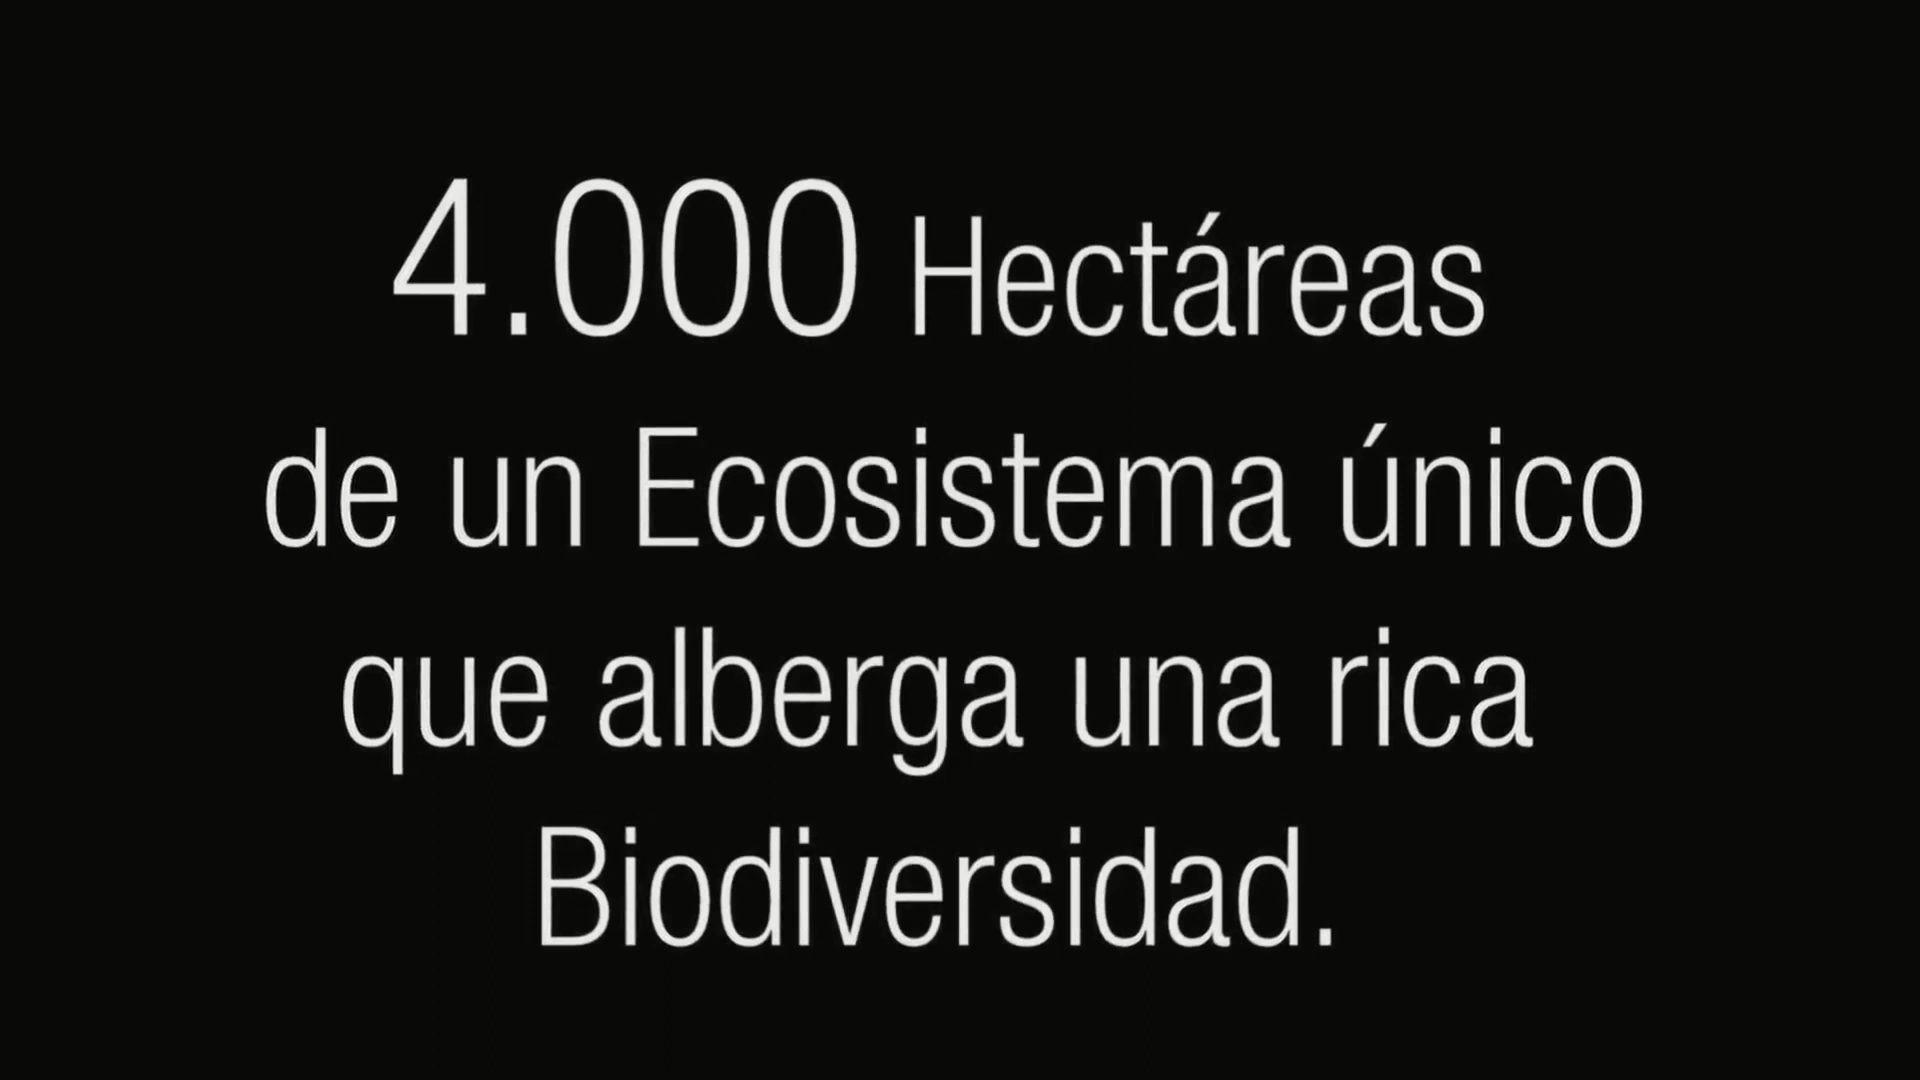 4.000 Hectáreas
de un Ecosistema único
que alberga una rica
Biodiversidad.